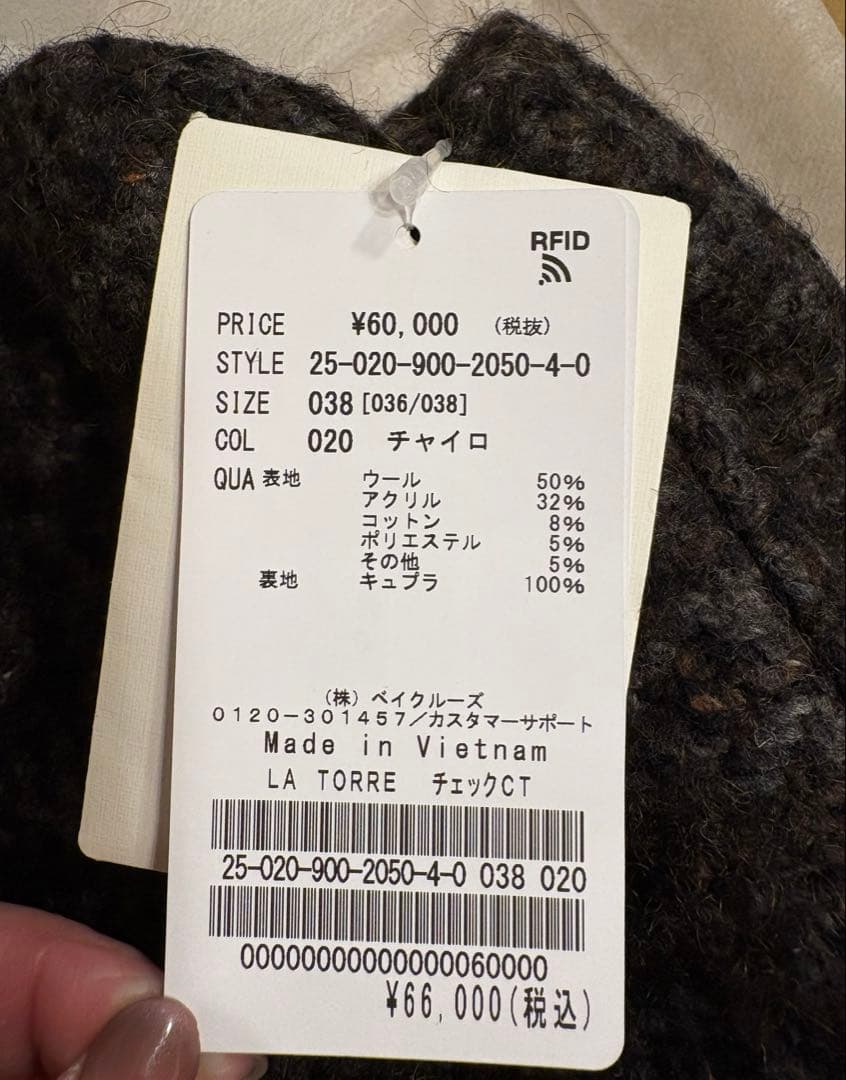 RFID
PRICE ¥60,000 (税抜)
STYLE 25-020-900-2050-4-0
SIZE 038 [036/038]
COL 020 チャイロ
QUA 表地 ウール 50%
アクリル 32%
コットン 8%
ポリエステル 5%
その他 5%
裏地 キュプラ 100%
(株) ベイクルーズ
0120-301457/カスタマーサポート
Made in Vietnam
LA TORRE チェックCT
25-020-900-2050-4-0 038 020
00000000000000060000
¥66,000(税込)